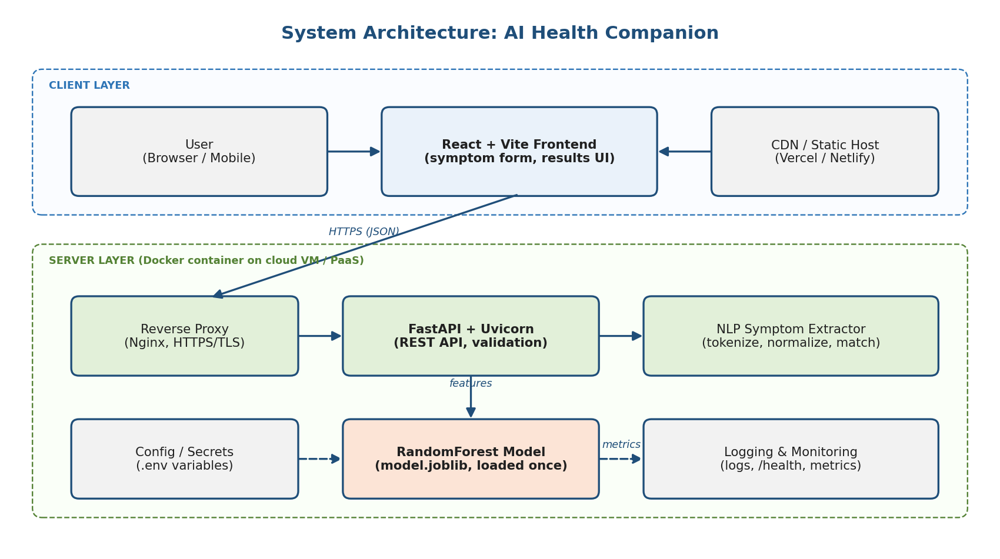 System Architecture: AI Health Companion
CLIENT LAYER
User
(Browser / Mobile)
React + Vite Frontend
(symptom form, results UI)
CDN / Static Host
(Vercel / Netlify)
HTTPS (JSON)
SERVER LAYER (Docker container on cloud VM / PaaS)
Reverse Proxy
(Nginx, HTTPS/TLS)
FastAPI + Uvicorn
(REST API, validation)
NLP Symptom Extractor
(tokenize, normalize, match)
features
Config / Secrets
(.env variables)
RandomForest Model
(model.joblib, loaded once)
metrics
Logging & Monitoring
(logs, /health, metrics)